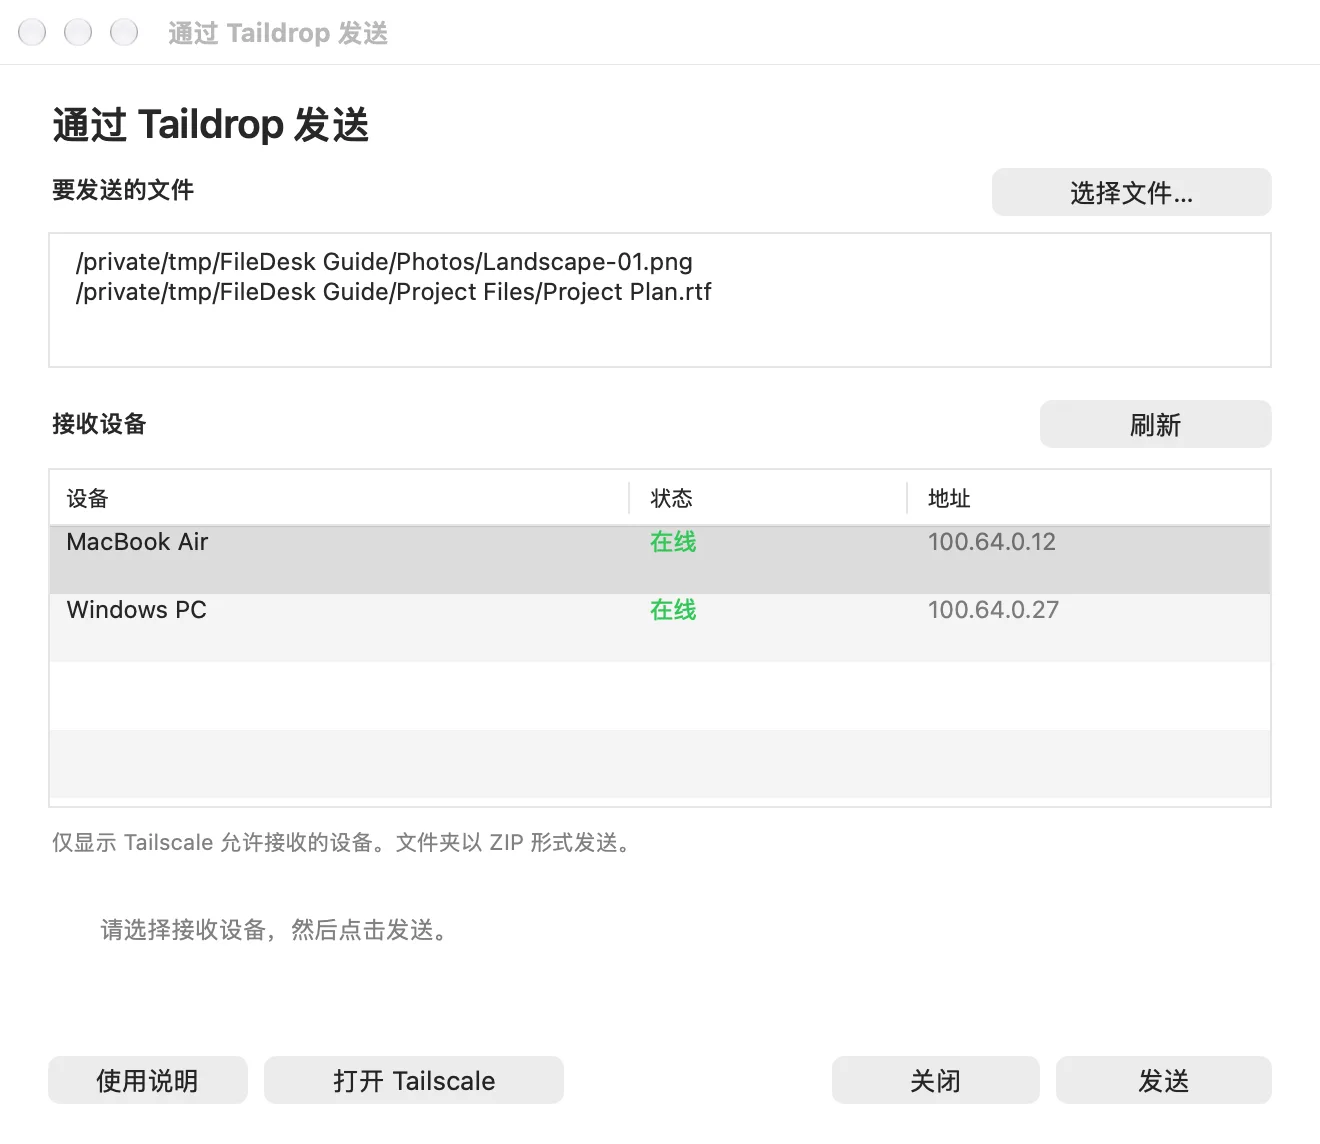 通过 Taildrop 发送
通过 Taildrop 发送
要发送的文件
选择文件...
/private/tmp/FileDesk Guide/Photos/Landscape-01.png
/private/tmp/FileDesk Guide/Project Files/Project Plan.rtf
接收设备
刷新
设备 状态 地址
MacBook Air 在线 100.64.0.12
Windows PC 在线 100.64.0.27
仅显示 Tailscale 允许接收的设备。文件夹以 ZIP 形式发送。
请选择接收设备，然后点击发送。
使用说明 打开 Tailscale 关闭 发送